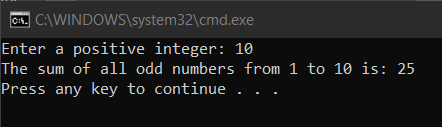 C:\WINDOWS\system32\cmd.exe
Enter a positive integer: 10
The sum of all odd numbers from 1 to 10 is: 25
Press any key to continue . . .